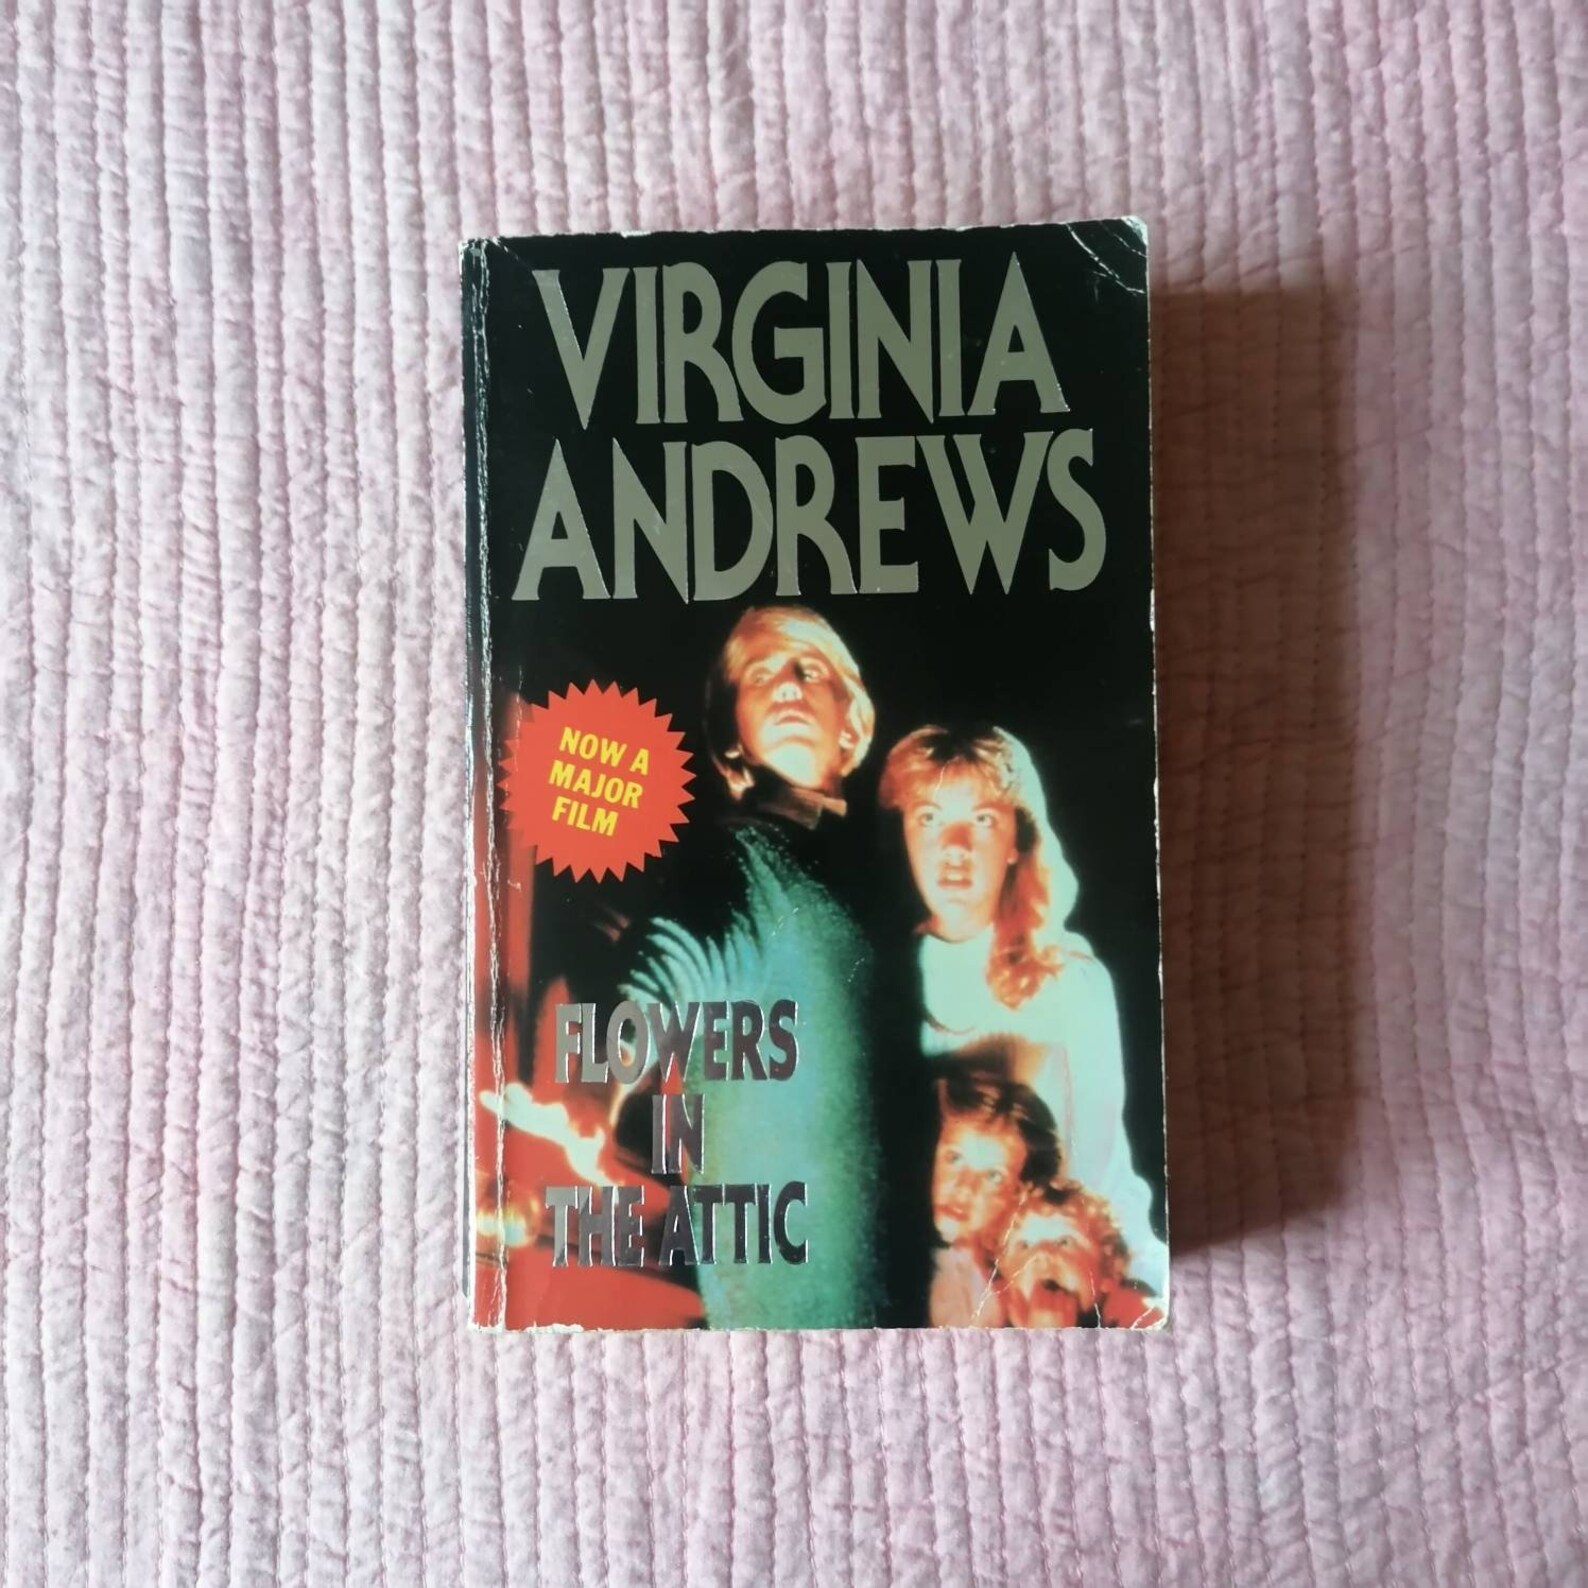 VIRGINIA
ANDREWS
NOW A
MAJOR
FILM
FLOWERS
IN
THE ATTIC